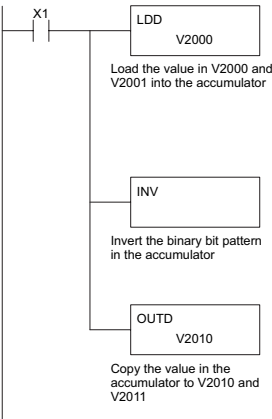 X1
LDD
V2000
Load the value in V2000 and
V2001 into the accumulator
INV
Invert the binary bit pattern
in the accumulator
OUTD
V2010
Copy the value in the
accumulator to V2010 and
V2011